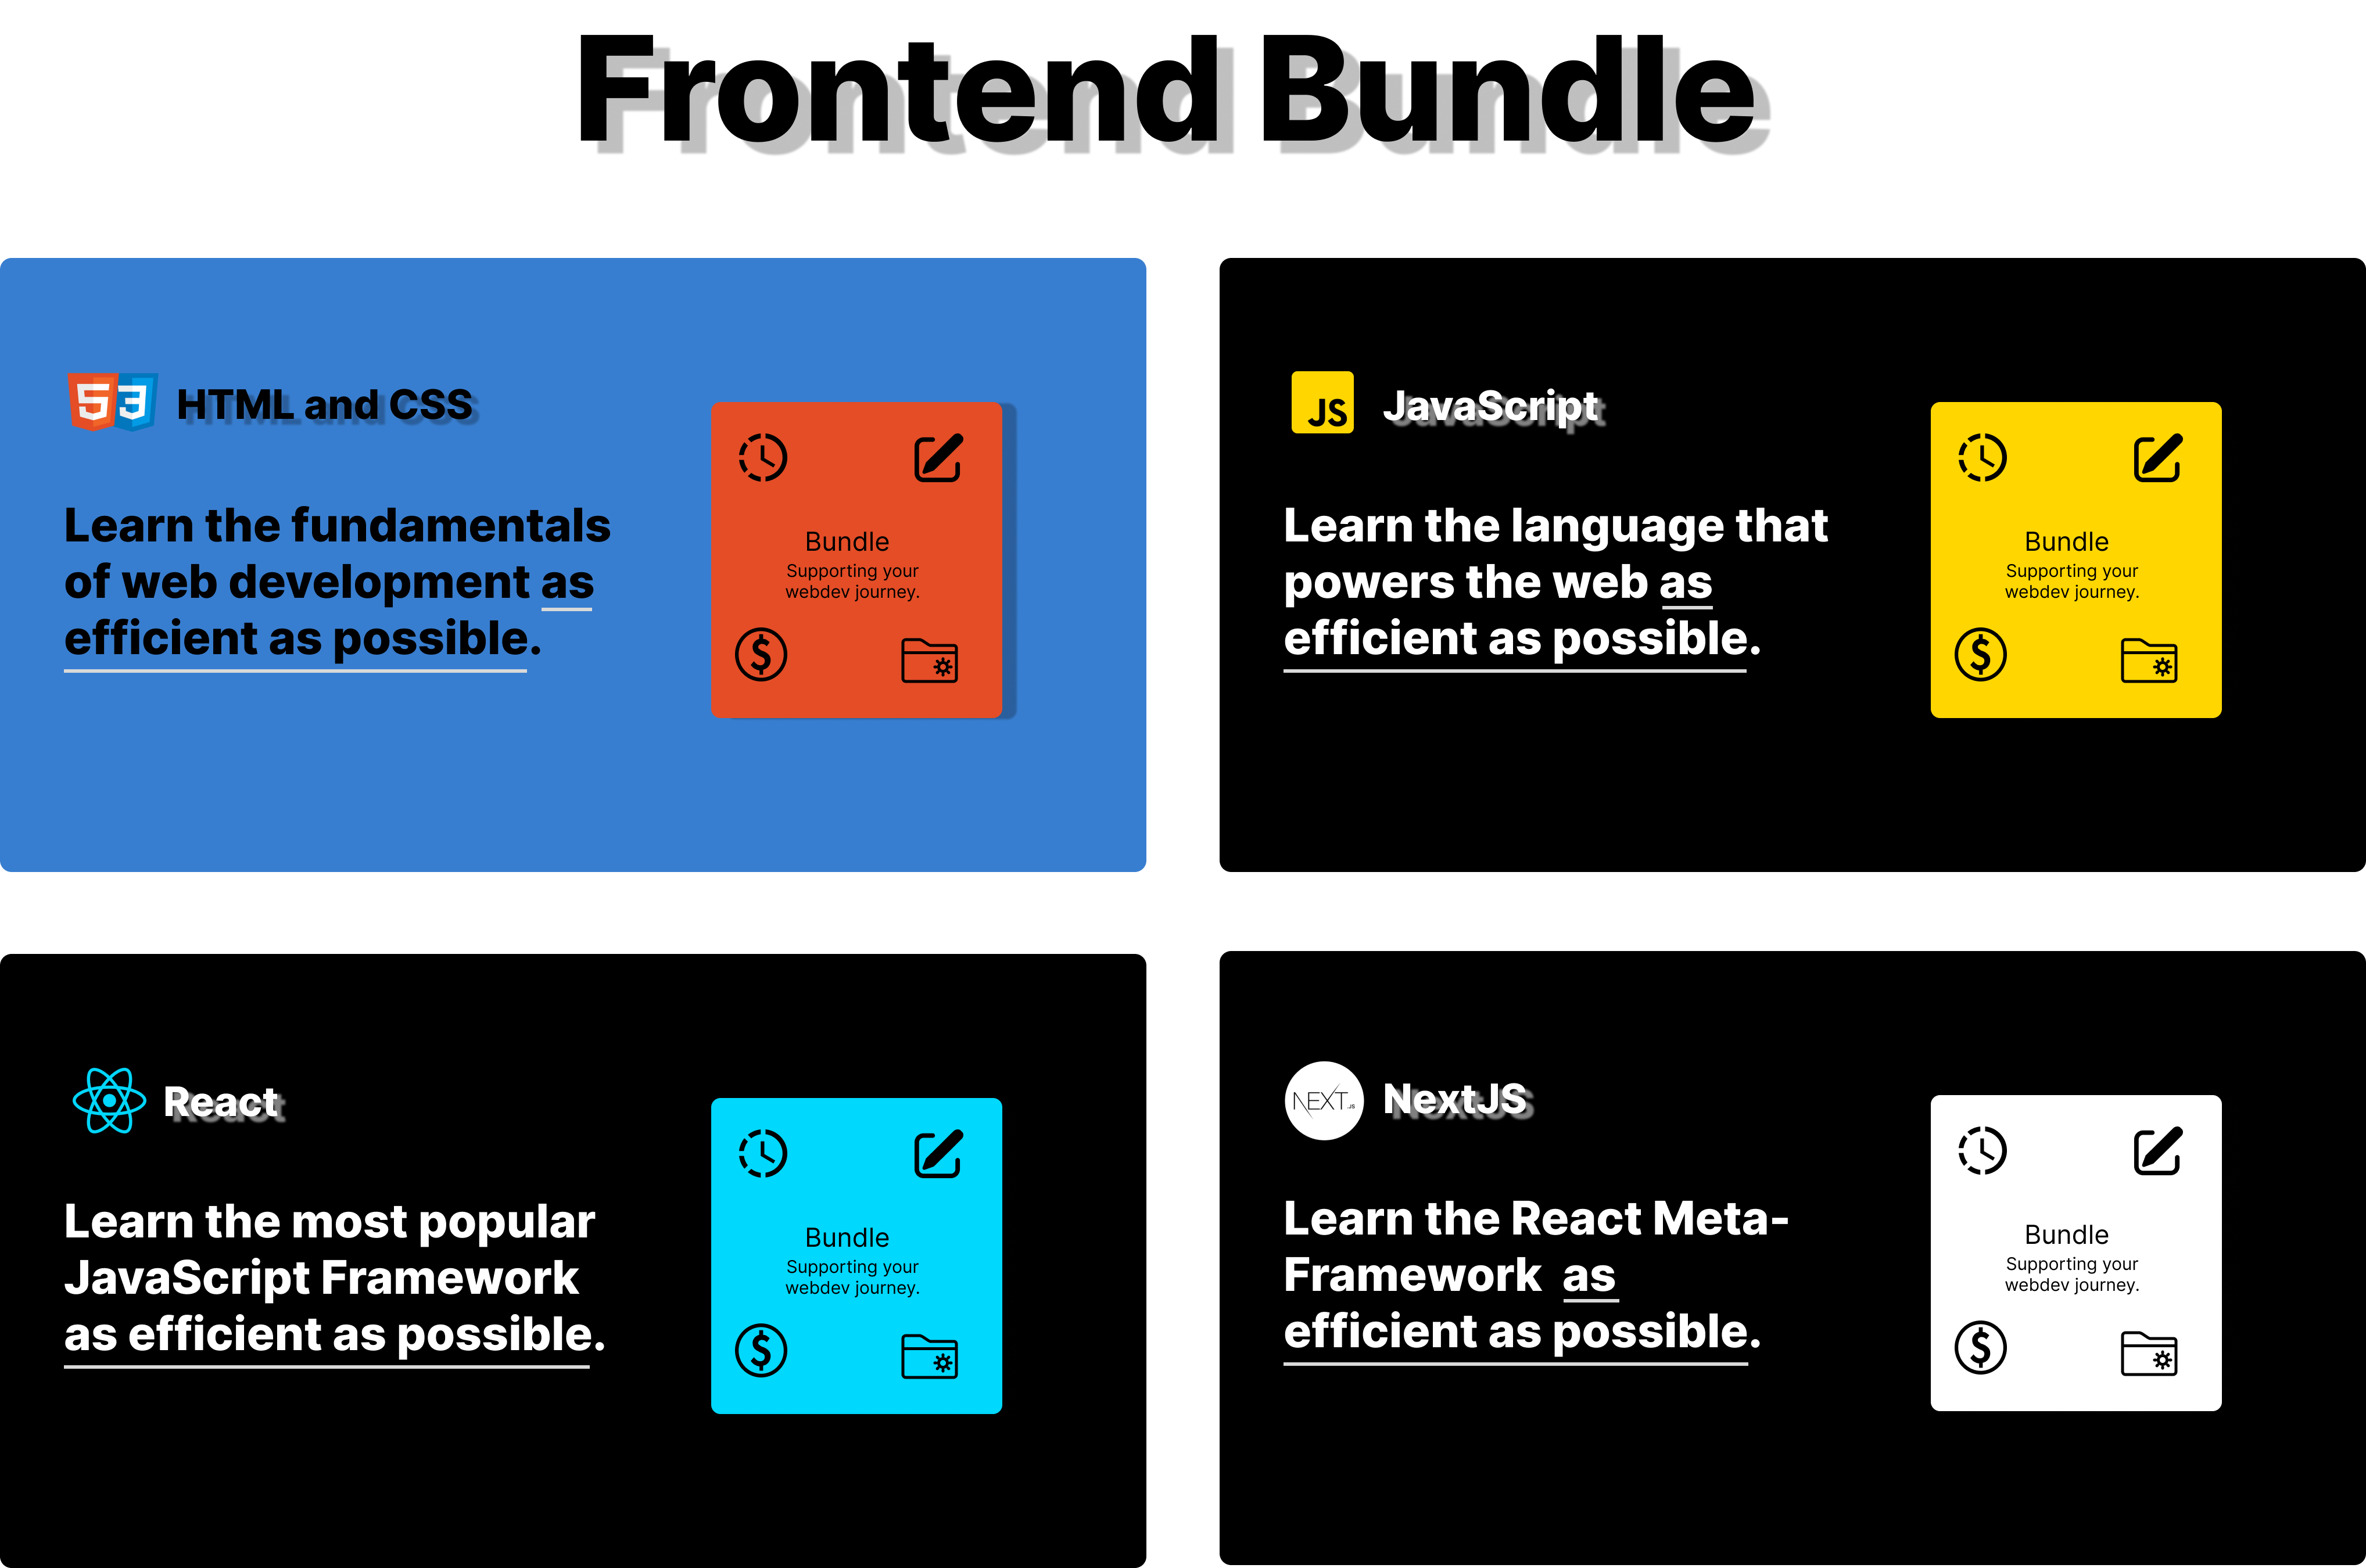 Frontend Bundle
HTML and CSS
Learn the fundamentals
of web development as
efficient as possible.
Bundle
Supporting your
webdev journey.
JS
JavaScript
Learn the language that
powers the web as
efficient as possible.
Bundle
Supporting your
webdev journey.
React
Learn the most popular
JavaScript Framework
as efficient as possible.
Bundle
Supporting your
webdev journey.
NEXT.JS
NextJS
Learn the React Meta-
Framework as
efficient as possible.
Bundle
Supporting your
webdev journey.